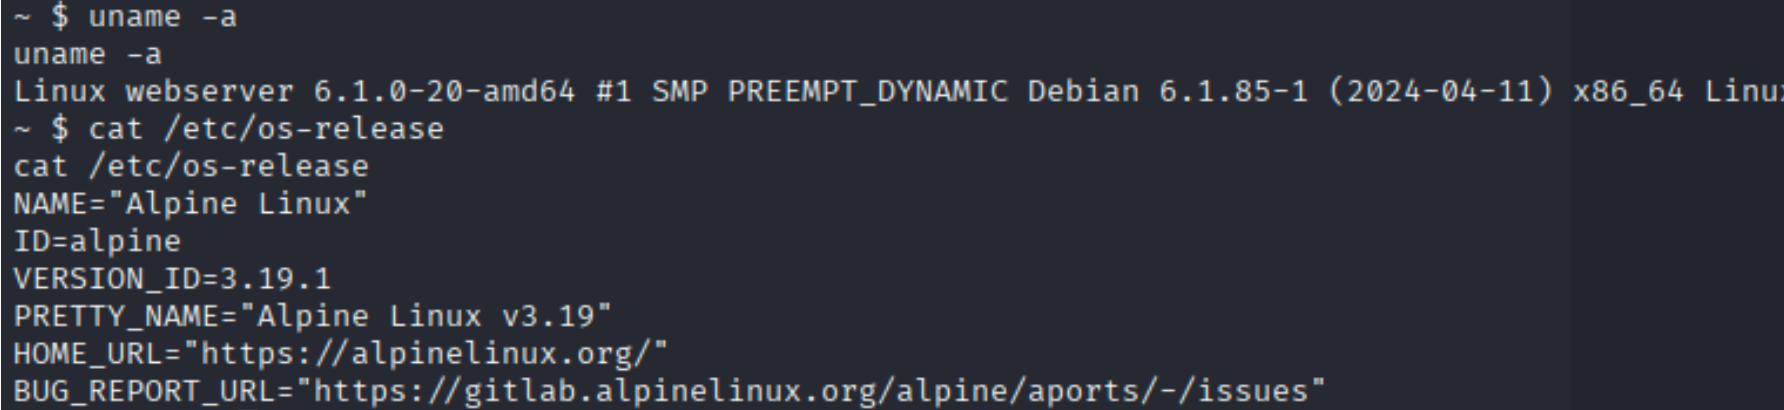 ~ $ uname -a
uname -a
Linux webserver 6.1.0-20-amd64 #1 SMP PREEMPT_DYNAMIC Debian 6.1.85-1 (2024-04-11) x86_64 Linu
~ $ cat /etc/os-release
cat /etc/os-release
NAME="Alpine Linux"
ID=alpine
VERSION_ID=3.19.1
PRETTY_NAME="Alpine Linux v3.19"
HOME_URL="https://alpinelinux.org/"
BUG_REPORT_URL="https://gitlab.alpinelinux.org/alpine/aports/-/issues"